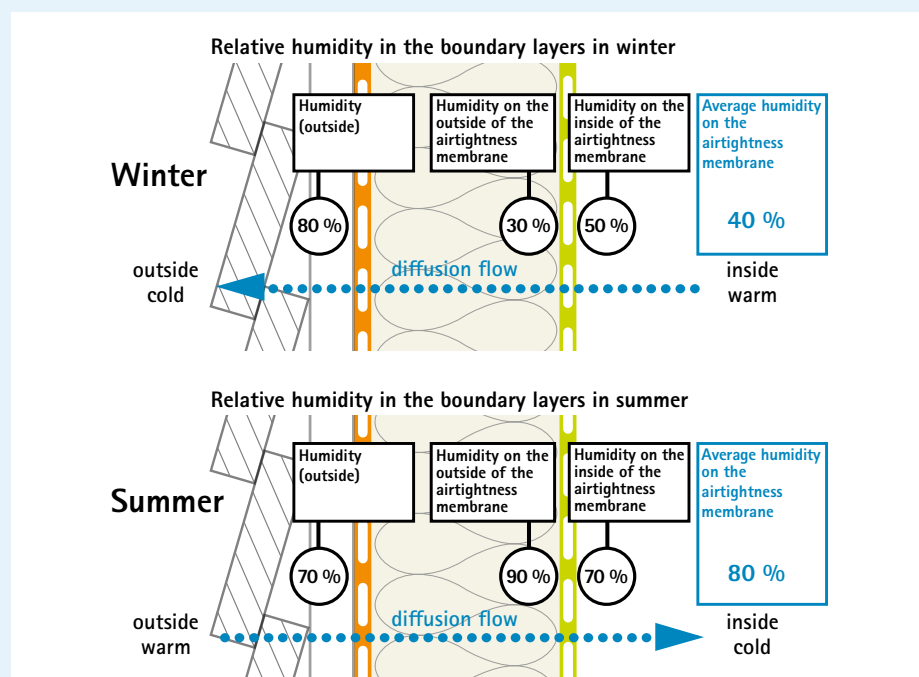 Relative humidity in the boundary layers in winter
Humidity
(outside)
Humidity on the
outside of the
airtightness
membrane
Humidity on the
inside of the
airtightness
membrane
Average humidity
on the
airtightness
membrane
Winter
80 %
30 %
50 %
40 %
outside
cold
diffusion flow
inside
warm
Relative humidity in the boundary layers in summer
Humidity
(outside)
Humidity on the
outside of the
airtightness
membrane
Humidity on the
inside of the
airtightness
membrane
Average humidity
on the
airtightness
membrane
Summer
70 %
90 %
70 %
80 %
outside
warm
diffusion flow
inside
cold